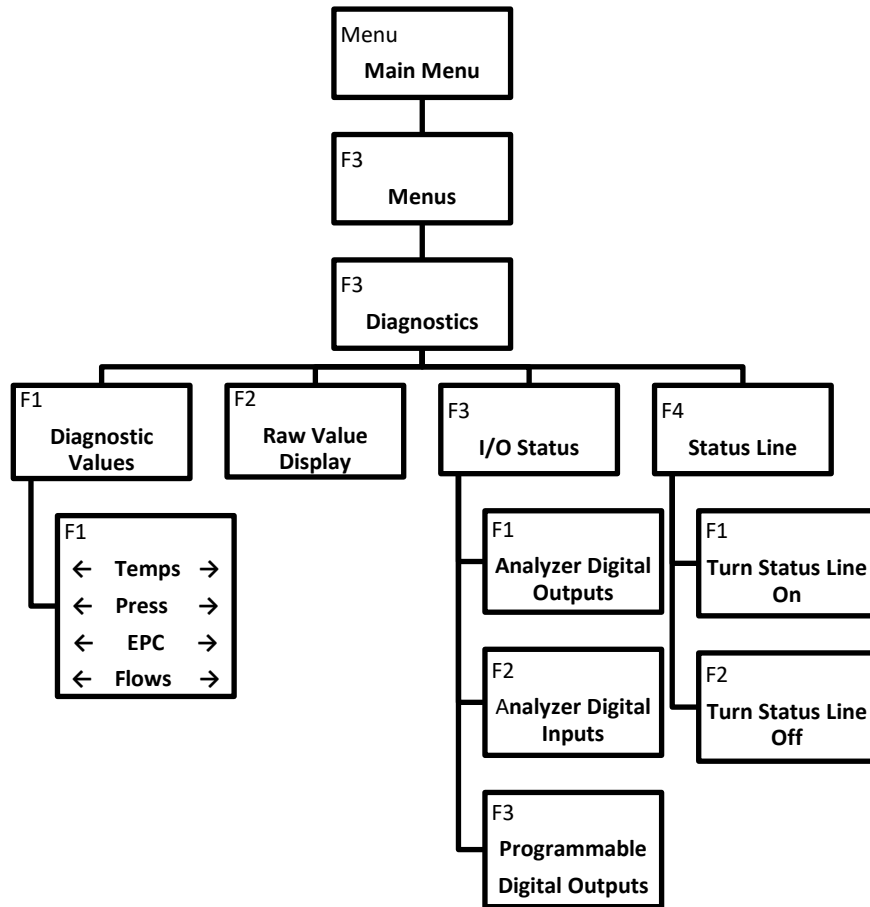 Menu
Main Menu
F3
Menus
F3
Diagnostics
F1
Diagnostic
Values
F2
Raw Value
Display
F3
I/O Status
F4
Status Line
F1
← Temps →
← Press →
← EPC →
← Flows →
F1
Analyzer Digital
Outputs
F2
Analyzer Digital
Inputs
F3
Programmable
Digital Outputs
F1
Turn Status Line
On
F2
Turn Status Line
Off